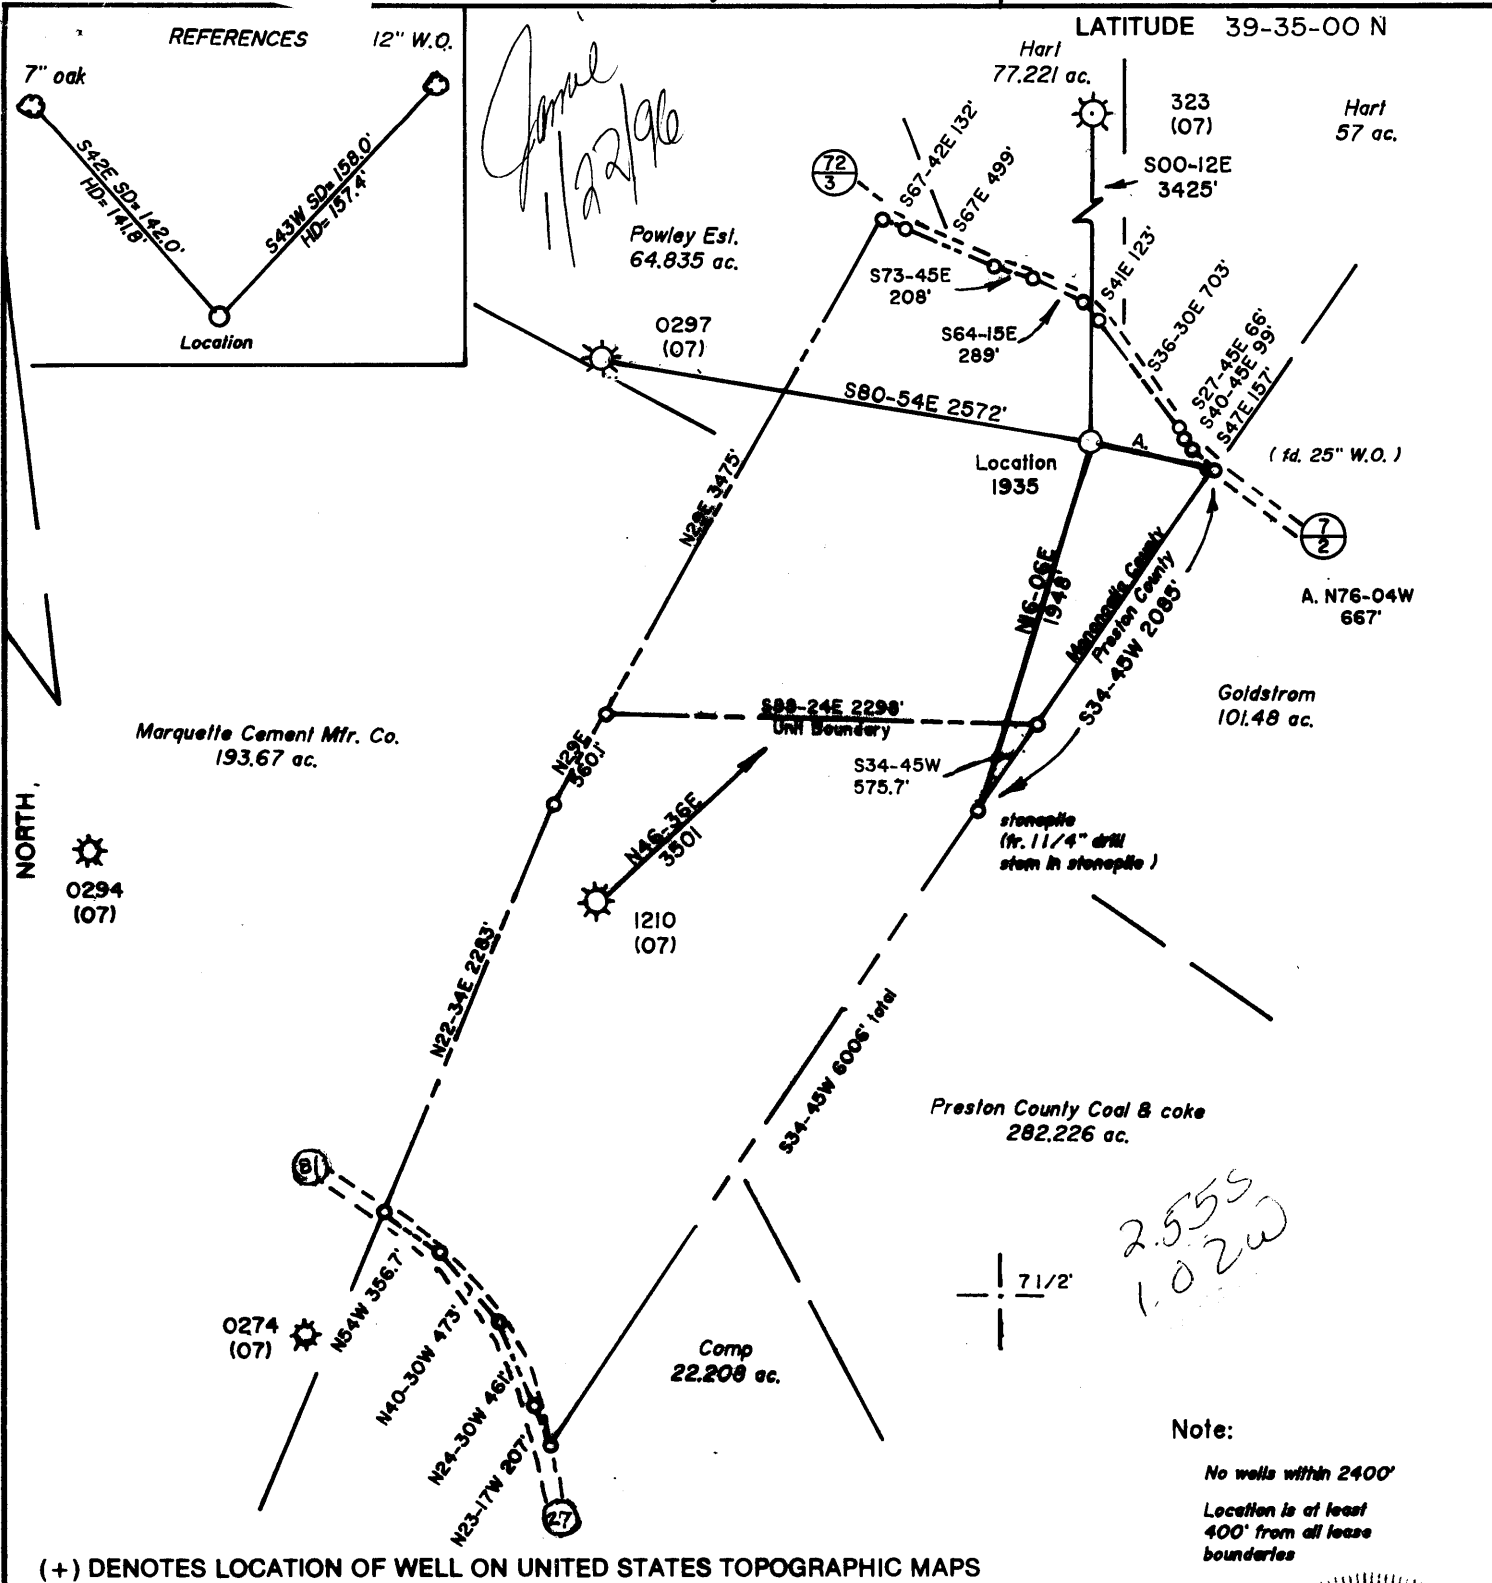 LATITUDE 39-35-00 N
REFERENCES
12" W.O.
7" oak
S42E SD= 142.0'
HD= 141.8'
S43W SD= 158.0'
HD= 157.4'
Location
1/22/96
Hart
77.221 ac.
323
(07)
Hart
57 ac.
S00-12E
3425'
72
3
S67-42E 132'
S67E 499'
Powley Est.
64.835 ac.
S73-45E
208'
S41E 123'
S64-15E
289'
S36-30E 703'
S27-45E 66'
S40-45E 99'
S47E 157'
0297
(07)
S80-54E 2572'
A.
(fd. 25" W.O.)
Location
1935
7
2
A. N76-04W
667'
N29E 3475'
N16-06E
1948'
Monongalia County
Preston County
S34-45W 2085'
Goldstrom
101.48 ac.
S88-24E 2298'
Unit Boundary
Marquette Cement Mfr. Co.
193.67 ac.
N29E
560.1'
S34-45W
575.7'
stonepile
(fr. 1 1/4" drill
stem in stonepile)
NORTH
0294
(07)
N46-36E
3501
1210
(07)
N22-34E 2283'
S34-45W 6006' total
Preston County Coal & coke
282.226 ac.
81
2.55S
1.02W
7 1/2'
0274
(07)
N54W 356.7'
N40-30W 473'
N24-30W 461'
N23-17W 207'
27
Comp
22.208 ac.
Note:
No wells within 2400'
Location is at least
400' from all lease
boundaries
(+) DENOTES LOCATION OF WELL ON UNITED STATES TOPOGRAPHIC MAPS